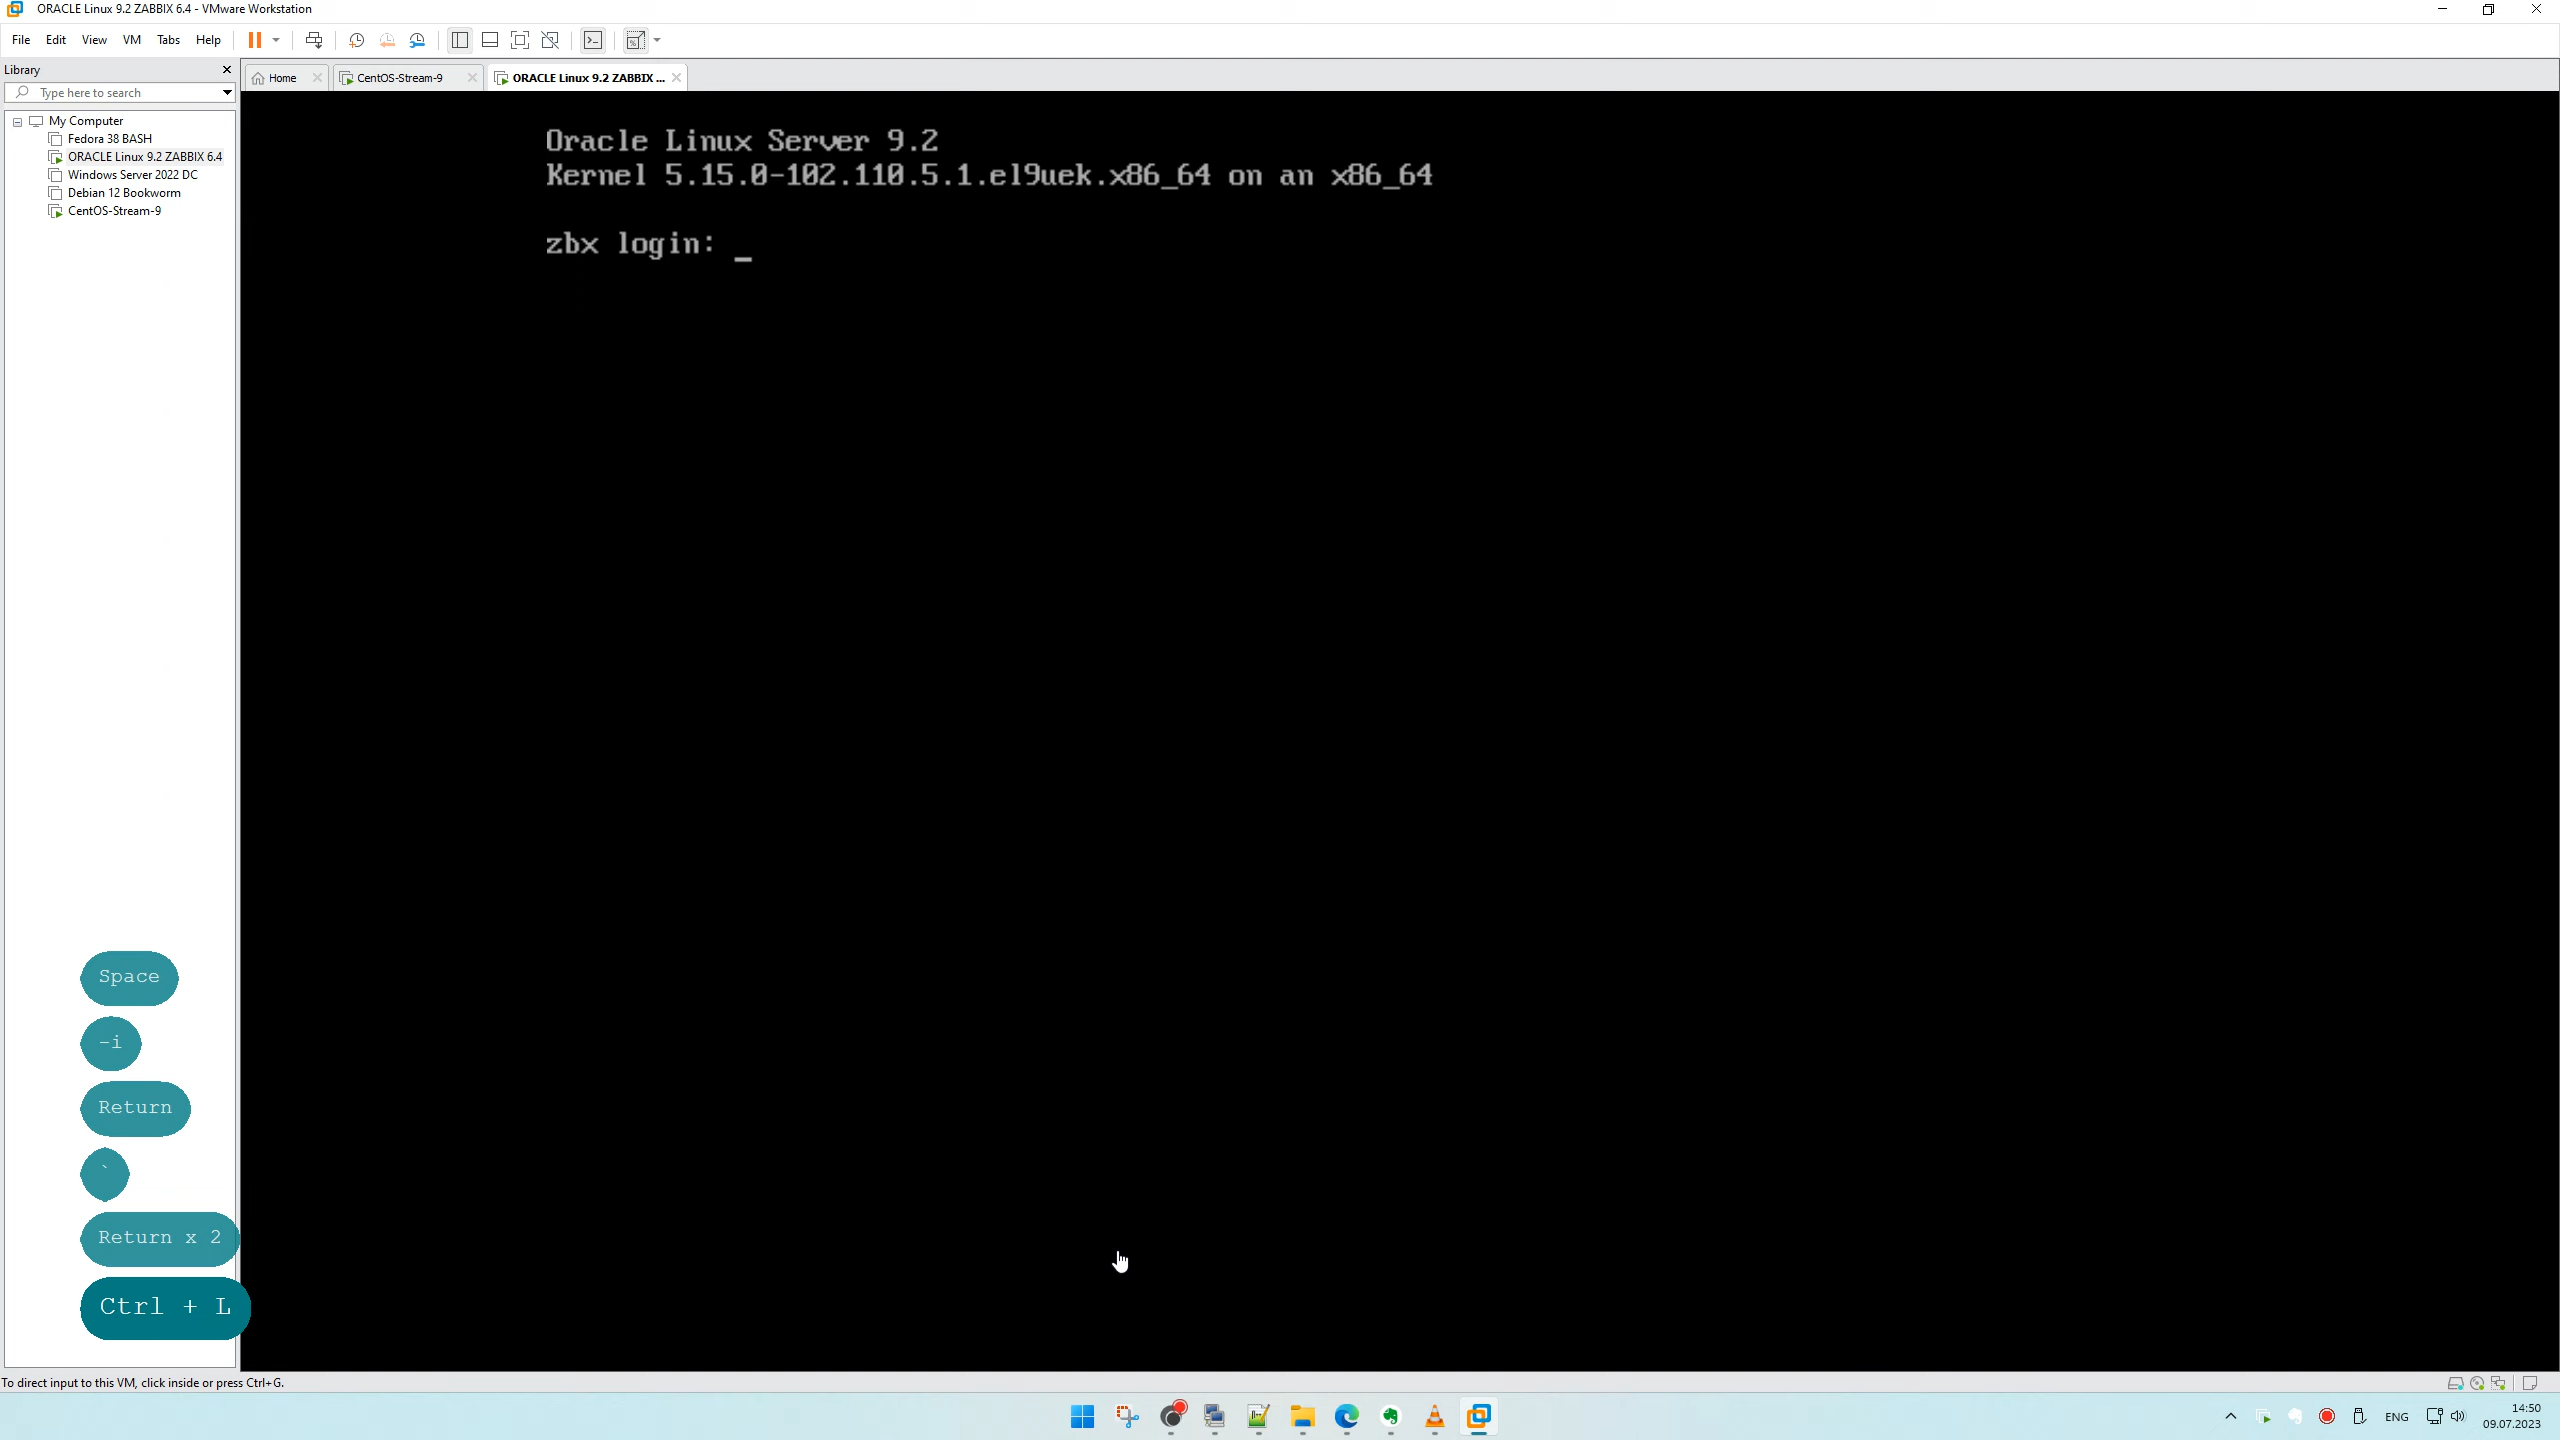 ORACLE Linux 9.2 ZABBIX 6.4 - VMware Workstation
File Edit View VM Tabs Help
Library
Type here to search
Home
CentOS-Stream-9
ORACLE Linux 9.2 ZABBIX ...
My Computer
Fedora 38 BASH
ORACLE Linux 9.2 ZABBIX 6.4
Windows Server 2022 DC
Debian 12 Bookworm
CentOS-Stream-9
Oracle Linux Server 9.2
Kernel 5.15.0-102.110.5.1.el9uek.x86_64 on an x86_64
zbx login: _
Space
-i
Return
`
Return x 2
Ctrl + L
To direct input to this VM, click inside or press Ctrl+G.
ENG
14:50
09.07.2023